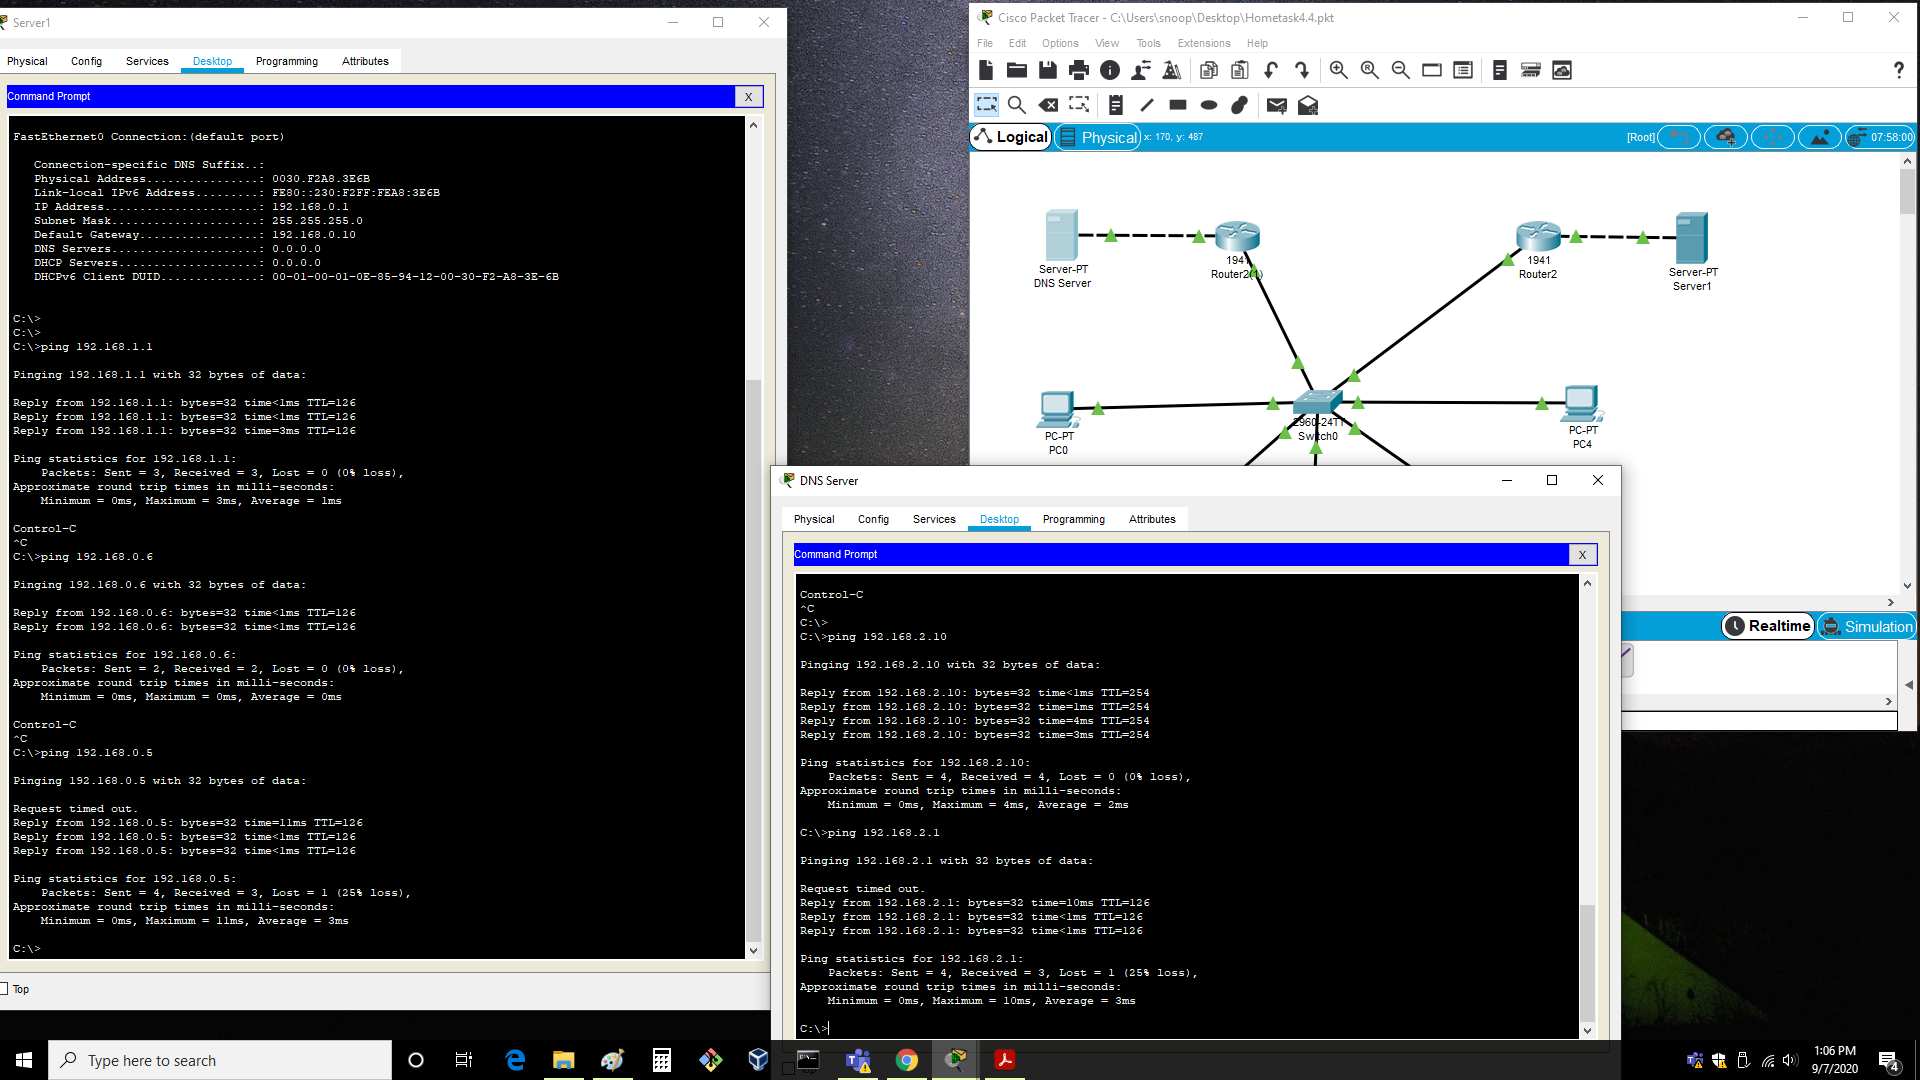 Server1
Physical Config Services Desktop Programming Attributes
Command Prompt X
FastEthernet0 Connection:(default port)
Connection-specific DNS Suffix..:
Physical Address................: 0030.F2A8.3E6B
Link-local IPv6 Address.........: FE80::230:F2FF:FEA8:3E6B
IP Address......................: 192.168.0.1
Subnet Mask.....................: 255.255.255.0
Default Gateway.................: 192.168.0.10
DNS Servers.....................: 0.0.0.0
DHCP Servers....................: 0.0.0.0
DHCPv6 Client DUID..............: 00-01-00-01-0E-85-94-12-00-30-F2-A8-3E-6B
C:\>
C:\>
C:\>ping 192.168.1.1
Pinging 192.168.1.1 with 32 bytes of data:
Reply from 192.168.1.1: bytes=32 time<1ms TTL=126
Reply from 192.168.1.1: bytes=32 time<1ms TTL=126
Reply from 192.168.1.1: bytes=32 time=3ms TTL=126
Ping statistics for 192.168.1.1:
Packets: Sent = 3, Received = 3, Lost = 0 (0% loss),
Approximate round trip times in milli-seconds:
Minimum = 0ms, Maximum = 3ms, Average = 1ms
Control-C
^C
C:\>ping 192.168.0.6
Pinging 192.168.0.6 with 32 bytes of data:
Reply from 192.168.0.6: bytes=32 time<1ms TTL=126
Reply from 192.168.0.6: bytes=32 time<1ms TTL=126
Ping statistics for 192.168.0.6:
Packets: Sent = 2, Received = 2, Lost = 0 (0% loss),
Approximate round trip times in milli-seconds:
Minimum = 0ms, Maximum = 0ms, Average = 0ms
Control-C
^C
C:\>ping 192.168.0.5
Pinging 192.168.0.5 with 32 bytes of data:
Request timed out.
Reply from 192.168.0.5: bytes=32 time=11ms TTL=126
Reply from 192.168.0.5: bytes=32 time<1ms TTL=126
Reply from 192.168.0.5: bytes=32 time<1ms TTL=126
Ping statistics for 192.168.0.5:
Packets: Sent = 4, Received = 3, Lost = 1 (25% loss),
Approximate round trip times in milli-seconds:
Minimum = 0ms, Maximum = 11ms, Average = 3ms
C:\>
Top
Cisco Packet Tracer - C:\Users\snoop\Desktop\Hometask4.4.pkt
File Edit Options View Tools Extensions Help
?
Logical Physical x: 170, y: 487 [Root] 07:58:00
Server-PT
DNS Server
1941
Router2(1)
1941
Router2
Server-PT
Server1
PC-PT
PC0
2960-24TT
Switch0
PC-PT
PC4
Realtime Simulation
DNS Server
Physical Config Services Desktop Programming Attributes
Command Prompt X
Control-C
^C
C:\>
C:\>ping 192.168.2.10
Pinging 192.168.2.10 with 32 bytes of data:
Reply from 192.168.2.10: bytes=32 time<1ms TTL=254
Reply from 192.168.2.10: bytes=32 time=1ms TTL=254
Reply from 192.168.2.10: bytes=32 time=4ms TTL=254
Reply from 192.168.2.10: bytes=32 time=3ms TTL=254
Ping statistics for 192.168.2.10:
Packets: Sent = 4, Received = 4, Lost = 0 (0% loss),
Approximate round trip times in milli-seconds:
Minimum = 0ms, Maximum = 4ms, Average = 2ms
C:\>ping 192.168.2.1
Pinging 192.168.2.1 with 32 bytes of data:
Request timed out.
Reply from 192.168.2.1: bytes=32 time=10ms TTL=126
Reply from 192.168.2.1: bytes=32 time<1ms TTL=126
Reply from 192.168.2.1: bytes=32 time<1ms TTL=126
Ping statistics for 192.168.2.1:
Packets: Sent = 4, Received = 3, Lost = 1 (25% loss),
Approximate round trip times in milli-seconds:
Minimum = 0ms, Maximum = 10ms, Average = 3ms
C:\>
Type here to search
1:06 PM
9/7/2020
4